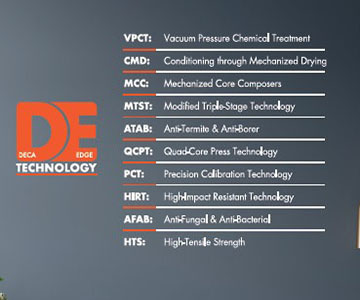 VPCT: Vacuum Pressure Chemical Treatment
CMD: Conditioning through Mechanized Drying
MCC: Mechanized Core Composers
MTST: Modified Triple-Stage Technology
ATAB: Anti-Termite & Anti-Borer
QCPT: Quad-Core Press Technology
PCT: Precision Calibration Technology
HIRT: High-Impact Resistant Technology
AFAB: Anti-Fungal & Anti-Bacterial
HTS: High-Tensile Strength
DE
DECA EDGE
TECHNOLOGY